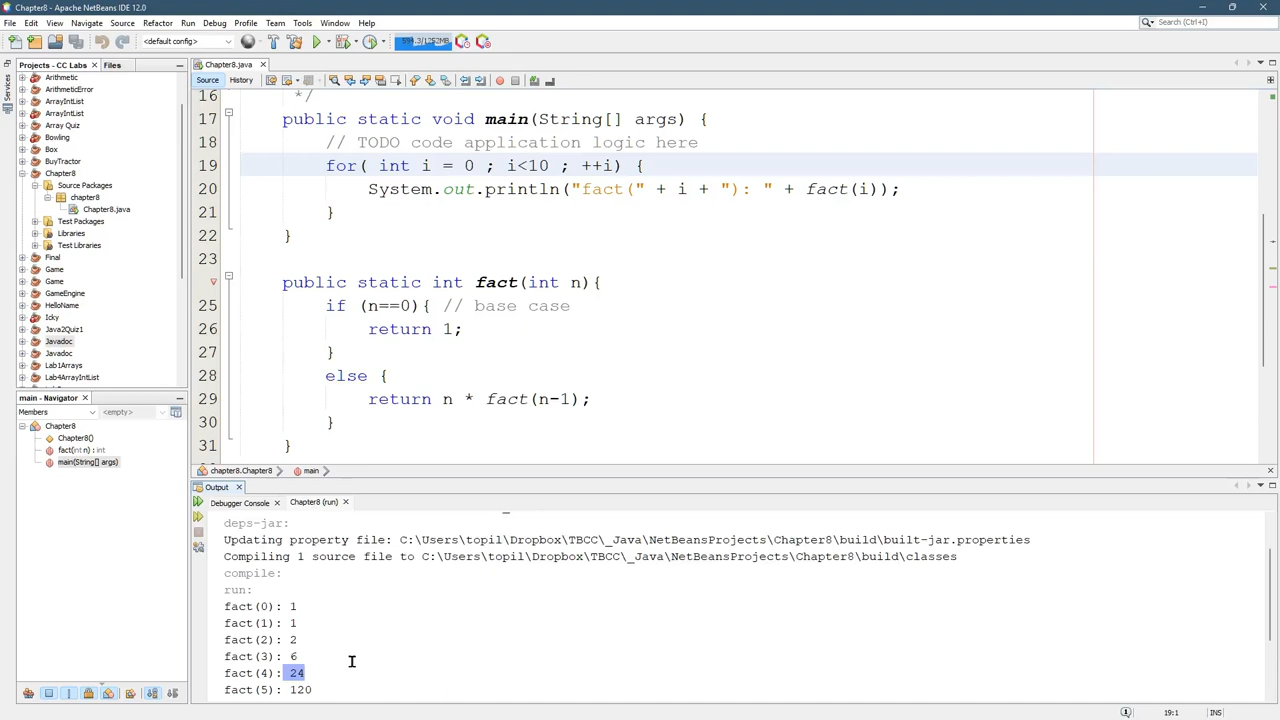 Chapter8 - Apache NetBeans IDE 12.0
File Edit View Navigate Source Refactor Run Debug Profile Team Tools Window Help
Search (Ctrl+I)
<default config>
594.3/1252MB
Projects - CC Labs
Files
Services
Arithmetic
ArithmeticError
ArrayIntList
ArrayIntList
Array Quiz
Bowling
Box
BuyTractor
Chapter8
Source Packages
chapter8
Chapter8.java
Test Packages
Libraries
Test Libraries
Final
Game
Game
GameEngine
HelloName
Icky
Java2Quiz1
Javadoc
Javadoc
Lab1Arrays
Lab4ArrayIntList
main - Navigator
Members
<empty>
Chapter8
Chapter8()
fact(int n) : int
main(String[] args)
Chapter8.java
Source History
16 */
17 public static void main(String[] args) {
18 // TODO code application logic here
19 for( int i = 0 ; i<10 ; ++i) {
20 System.out.println("fact(" + i + "): " + fact(i));
21 }
22 }
23
public static int fact(int n){
25 if (n==0){ // base case
26 return 1;
27 }
28 else {
29 return n * fact(n-1);
30 }
31 }
chapter8.Chapter8 main
Output
Debugger Console Chapter8 (run)
deps-jar:
Updating property file: C:\Users\topil\Dropbox\TBCC\_Java\NetBeansProjects\Chapter8\build\built-jar.properties
Compiling 1 source file to C:\Users\topil\Dropbox\TBCC\_Java\NetBeansProjects\Chapter8\build\classes
compile:
run:
fact(0): 1
fact(1): 1
fact(2): 2
fact(3): 6
fact(4): 24
fact(5): 120
19:1
INS